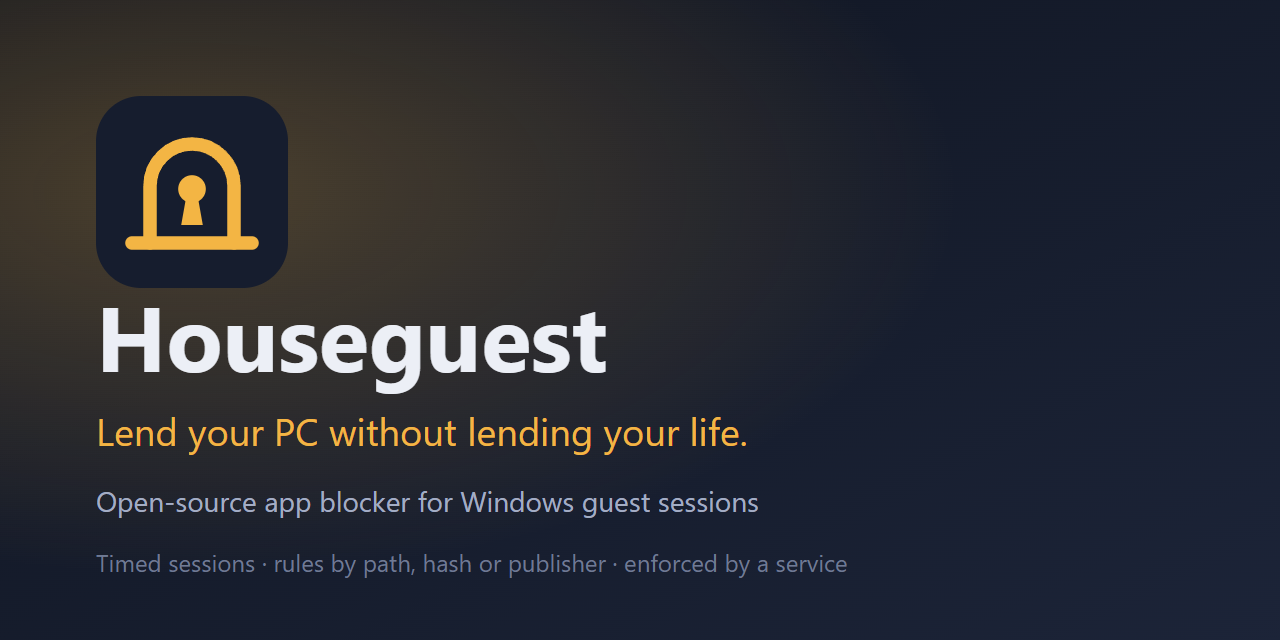 Houseguest
Lend your PC without lending your life.
Open-source app blocker for Windows guest sessions
Timed sessions · rules by path, hash or publisher · enforced by a service